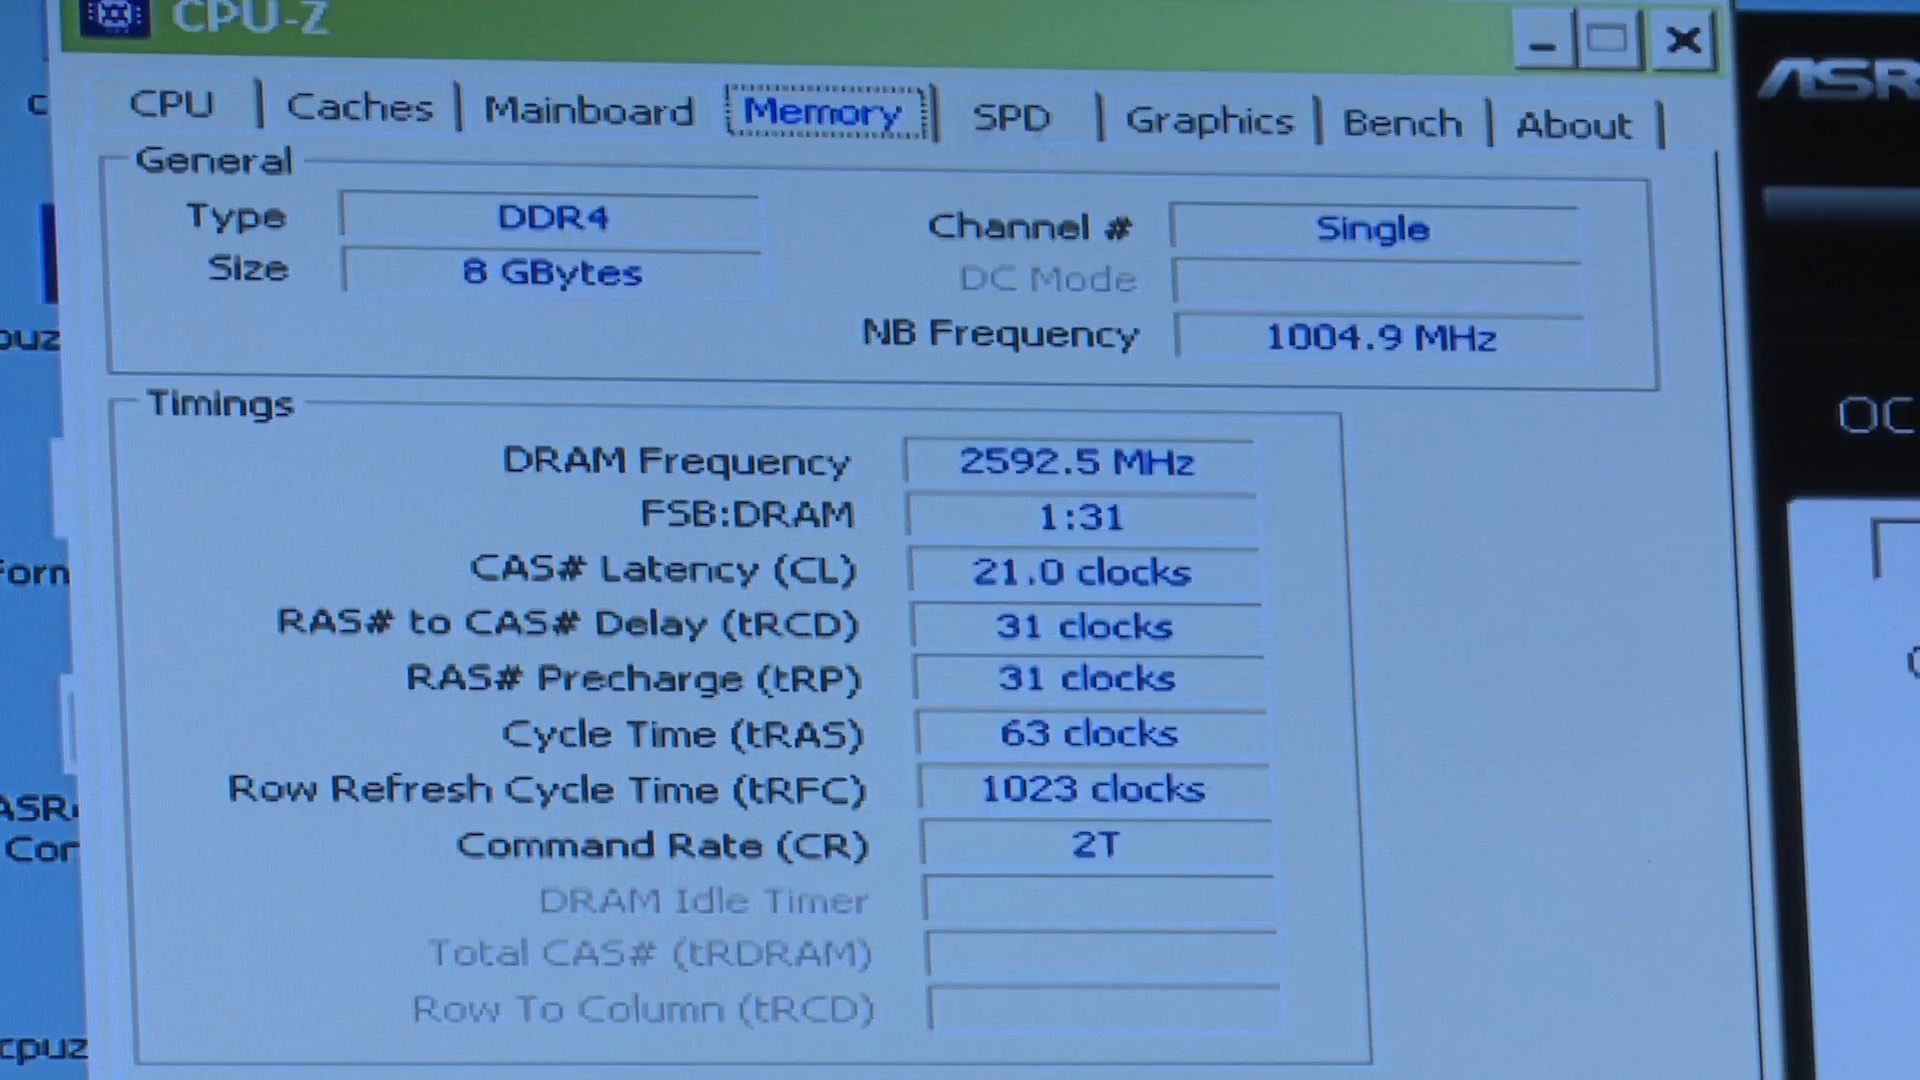 CPU-Z
CPU Caches Mainboard Memory SPD Graphics Bench About
General
Type DDR4 Channel # Single
Size 8 GBytes DC Mode
NB Frequency 1004.9 MHz
Timings
DRAM Frequency 2592.5 MHz
FSB:DRAM 1:31
CAS# Latency (CL) 21.0 clocks
RAS# to CAS# Delay (tRCD) 31 clocks
RAS# Precharge (tRP) 31 clocks
Cycle Time (tRAS) 63 clocks
Row Refresh Cycle Time (tRFC) 1023 clocks
Command Rate (CR) 2T
DRAM Idle Timer
Total CAS# (tRDRAM)
Row To Column (tRCD)
OC
cpuz